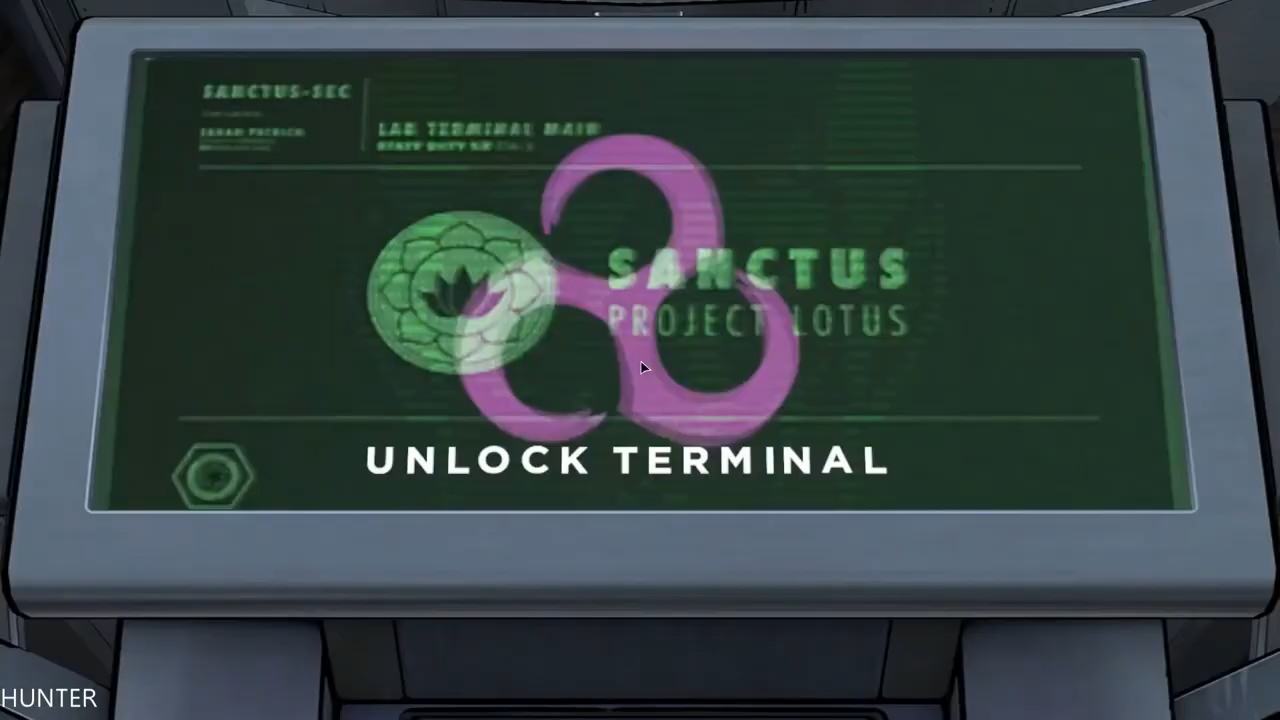 SANCTUS-SEC
LAB TERMINAL MAIN
SANCTUS
PROJECT LOTUS
UNLOCK TERMINAL
HUNTER